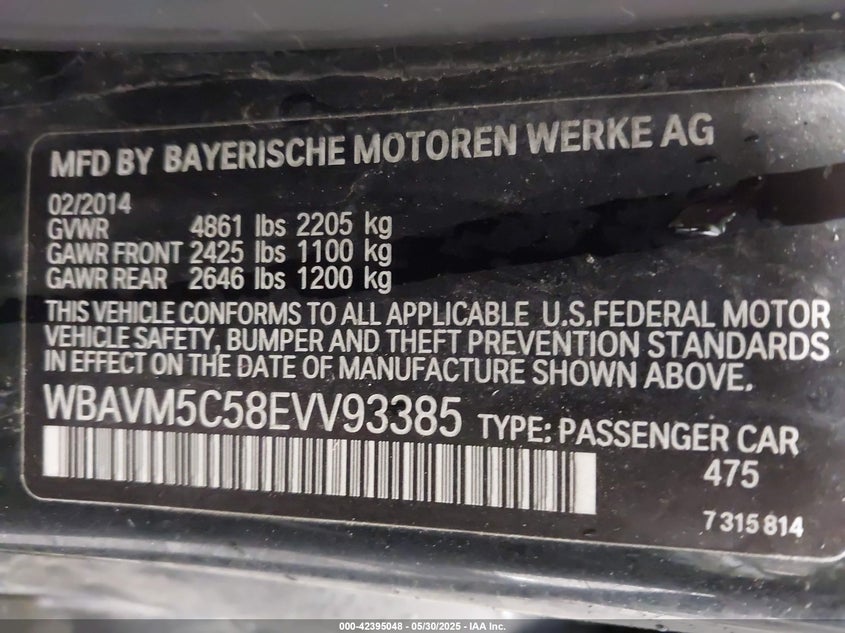 MFD BY BAYERISCHE MOTOREN WERKE AG
02/2014
GVWR 4861 lbs 2205 kg
GAWR FRONT 2425 lbs 1100 kg
GAWR REAR 2646 lbs 1200 kg
THIS VEHICLE CONFORMS TO ALL APPLICABLE U.S.FEDERAL MOTOR
VEHICLE SAFETY, BUMPER AND THEFT PREVENTION STANDARDS
IN EFFECT ON THE DATE OF MANUFACTURE SHOWN ABOVE.
WBAVM5C58EVV93385 TYPE: PASSENGER CAR
475
7 315 814
000-42395048 - 05/30/2025 - IAA Inc.